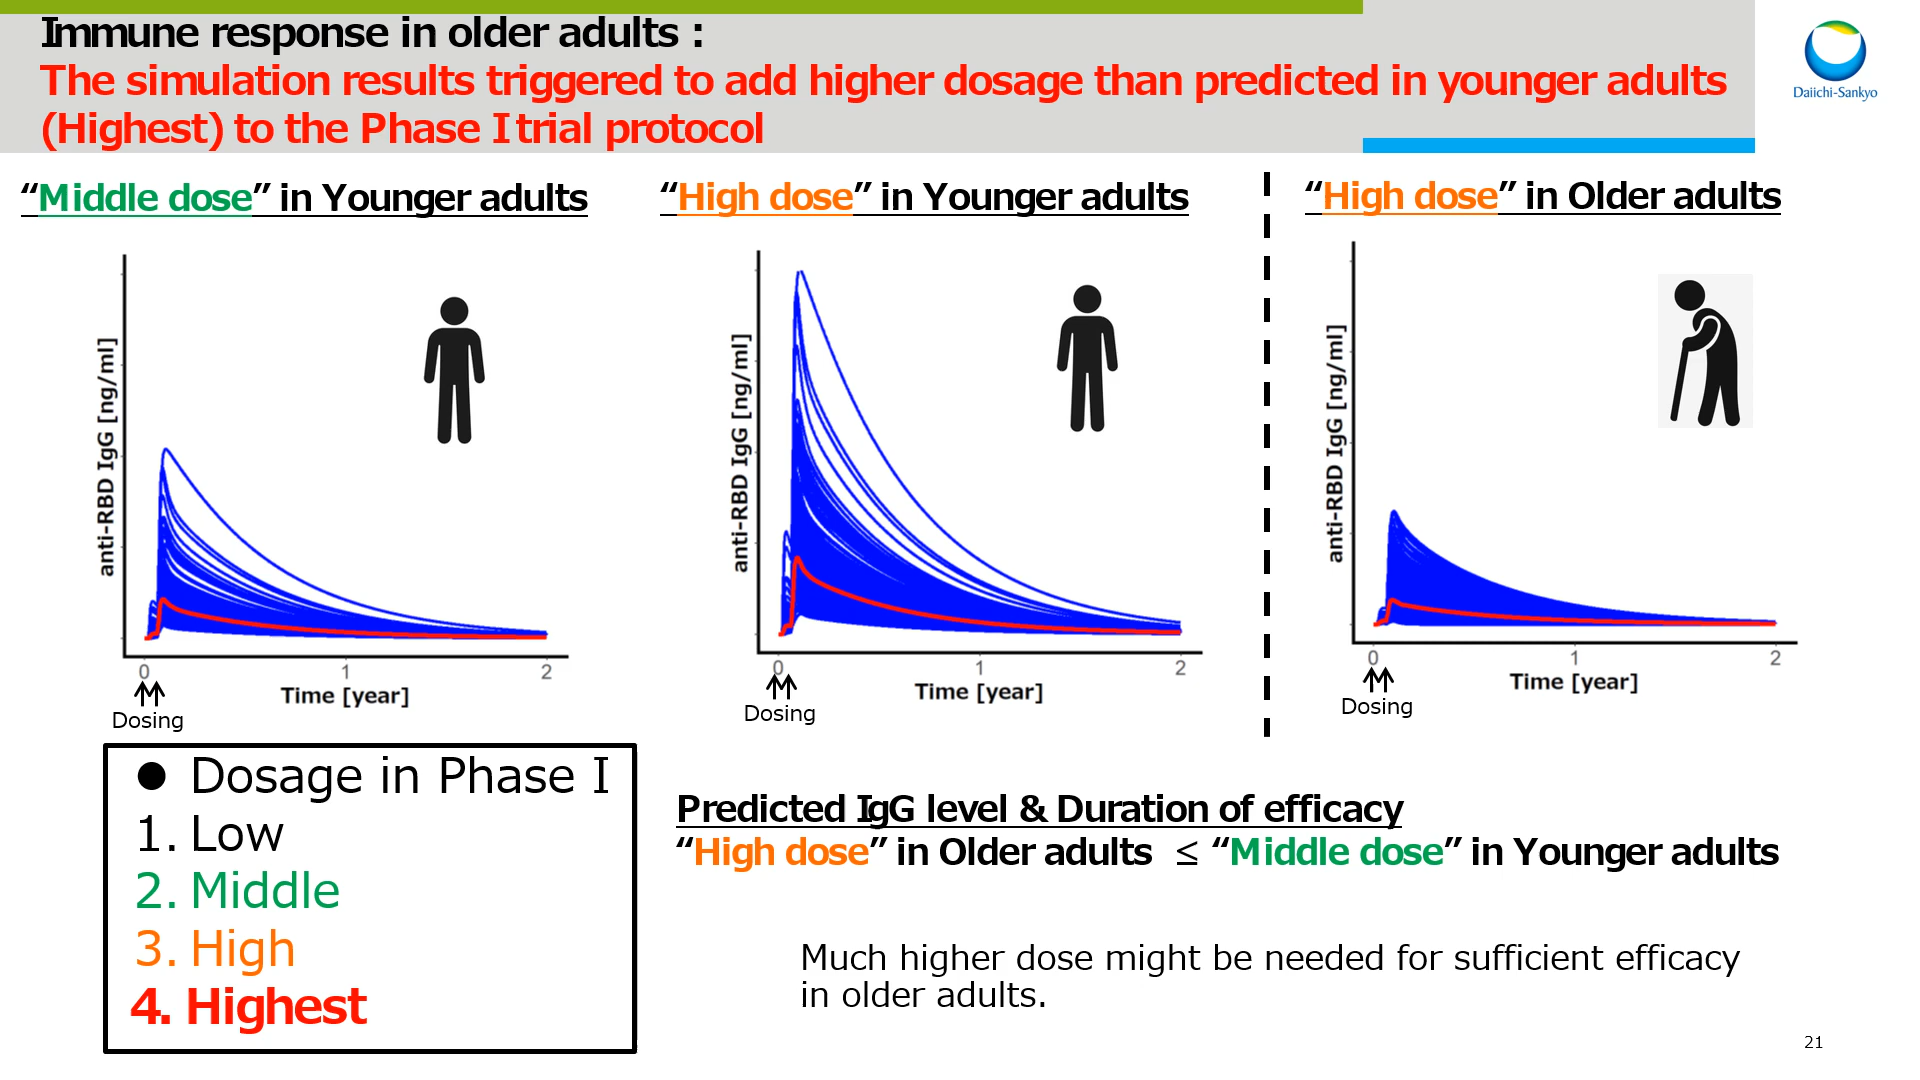 Immune response in older adults :
The simulation results triggered to add higher dosage than predicted in younger adults
(Highest) to the Phase I trial protocol
Daiichi-Sankyo
“Middle dose” in Younger adults
anti-RBD IgG [ng/ml]
0 1 2
Time [year]
Dosing
“High dose” in Younger adults
anti-RBD IgG [ng/ml]
0 1 2
Time [year]
Dosing
“High dose” in Older adults
anti-RBD IgG [ng/ml]
0 1 2
Time [year]
Dosing
● Dosage in Phase I
1. Low
2. Middle
3. High
4. Highest
Predicted IgG level & Duration of efficacy
“High dose” in Older adults ≤ “Middle dose” in Younger adults
Much higher dose might be needed for sufficient efficacy
in older adults.
21